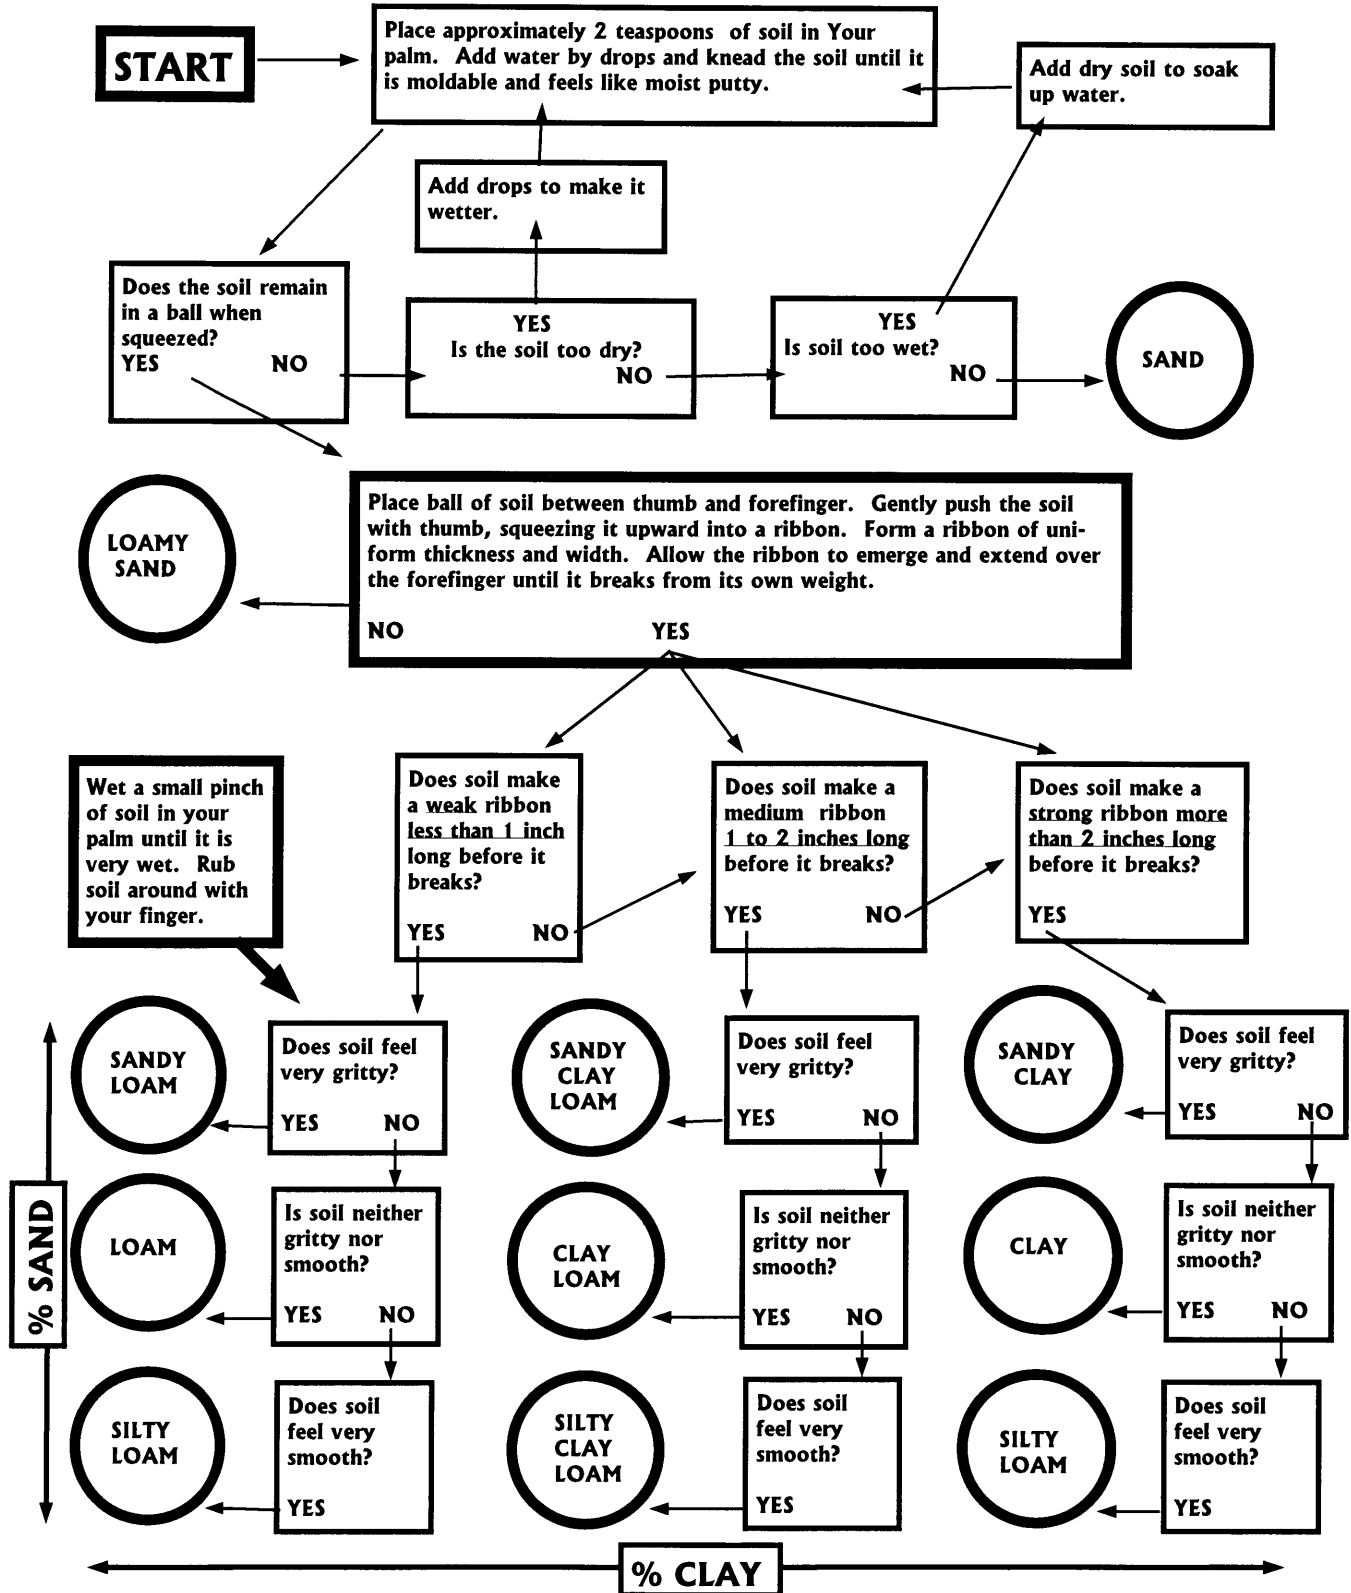 START
Place approximately 2 teaspoons of soil in Your
palm. Add water by drops and knead the soil until it
is moldable and feels like moist putty.
Add dry soil to soak
up water.
Add drops to make it
wetter.
Does the soil remain
in a ball when
squeezed?
YES NO
YES
Is the soil too dry?
NO
YES
Is soil too wet?
NO
SAND
LOAMY
SAND
Place ball of soil between thumb and forefinger. Gently push the soil
with thumb, squeezing it upward into a ribbon. Form a ribbon of uni-
form thickness and width. Allow the ribbon to emerge and extend over
the forefinger until it breaks from its own weight.
NO YES
Wet a small pinch
of soil in your
palm until it is
very wet. Rub
soil around with
your finger.
Does soil make
a weak ribbon
less than 1 inch
long before it
breaks?
YES NO
Does soil make a
medium ribbon
1 to 2 inches long
before it breaks?
YES NO
Does soil make a
strong ribbon more
than 2 inches long
before it breaks?
YES
SANDY
LOAM
Does soil feel
very gritty?
YES NO
SANDY
CLAY
LOAM
Does soil feel
very gritty?
YES NO
SANDY
CLAY
Does soil feel
very gritty?
YES NO
% SAND
LOAM
Is soil neither
gritty nor
smooth?
YES NO
CLAY
LOAM
Is soil neither
gritty nor
smooth?
YES NO
CLAY
Is soil neither
gritty nor
smooth?
YES NO
SILTY
LOAM
Does soil
feel very
smooth?
YES
SILTY
CLAY
LOAM
Does soil
feel very
smooth?
YES
SILTY
LOAM
Does soil
feel very
smooth?
YES
% CLAY